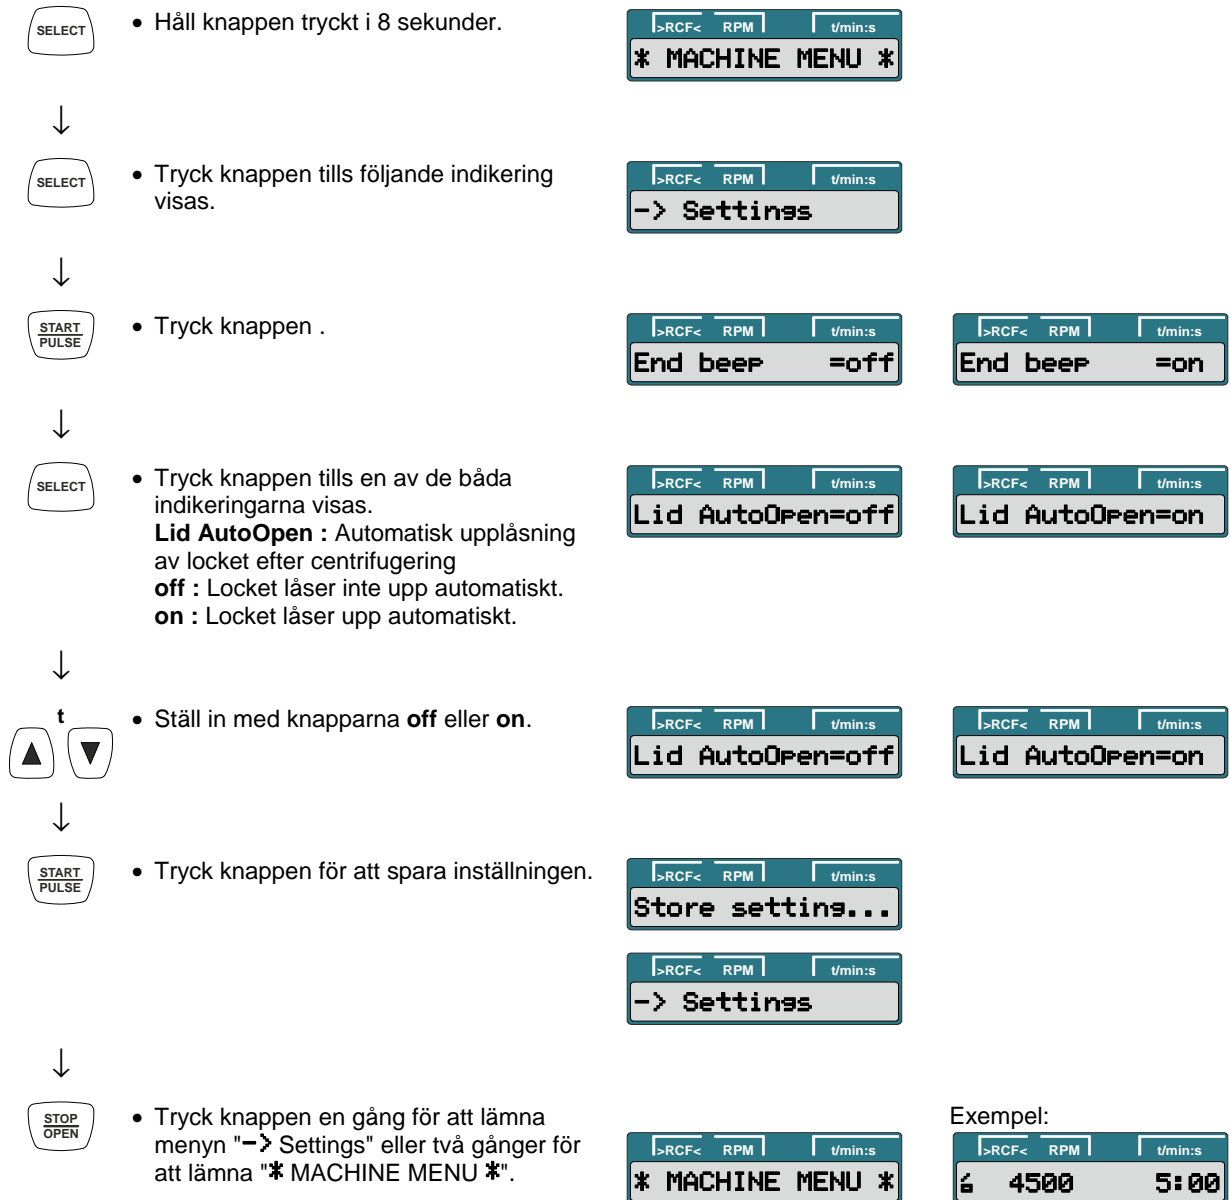 SELECT
• Håll knappen tryckt i 8 sekunder.
>RCF< RPM t/min:s
* MACHINE MENU *
↓
SELECT
• Tryck knappen tills följande indikering
visas.
>RCF< RPM t/min:s
-> Settings
↓
START
PULSE
• Tryck knappen .
>RCF< RPM t/min:s
End beep =off
>RCF< RPM t/min:s
End beep =on
↓
SELECT
• Tryck knappen tills en av de båda
indikeringarna visas.
Lid AutoOpen : Automatisk upplåsning
av locket efter centrifugering
off : Locket låser inte upp automatiskt.
on : Locket låser upp automatiskt.
>RCF< RPM t/min:s
Lid AutoOpen=off
>RCF< RPM t/min:s
Lid AutoOpen=on
↓
t
▲ ▼
• Ställ in med knapparna off eller on.
>RCF< RPM t/min:s
Lid AutoOpen=off
>RCF< RPM t/min:s
Lid AutoOpen=on
↓
START
PULSE
• Tryck knappen för att spara inställningen.
>RCF< RPM t/min:s
Store setting...
>RCF< RPM t/min:s
-> Settings
↓
STOP
OPEN
• Tryck knappen en gång för att lämna
menyn "-> Settings" eller två gånger för
att lämna "* MACHINE MENU *".
>RCF< RPM t/min:s
* MACHINE MENU *
Exempel:
>RCF< RPM t/min:s
4500 5:00